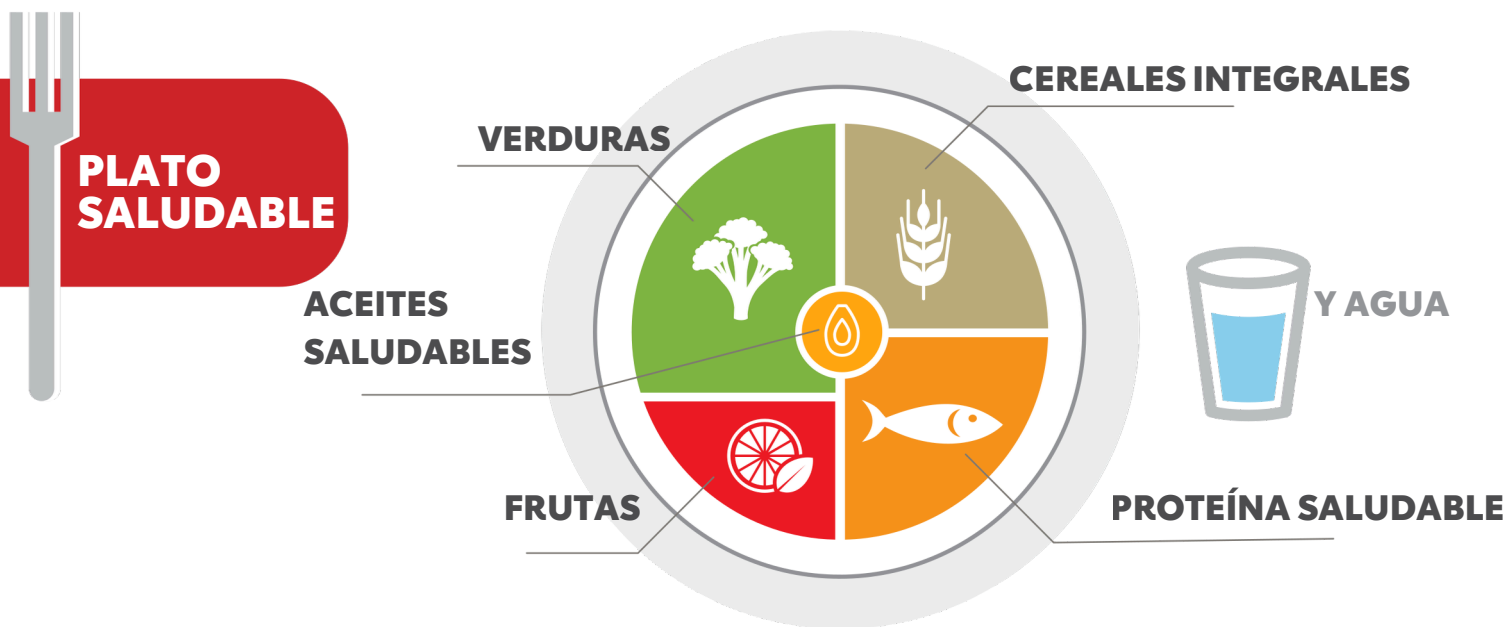 PLATO
SALUDABLE
VERDURAS
CEREALES INTEGRALES
ACEITES
SALUDABLES
Y AGUA
FRUTAS
PROTEÍNA SALUDABLE